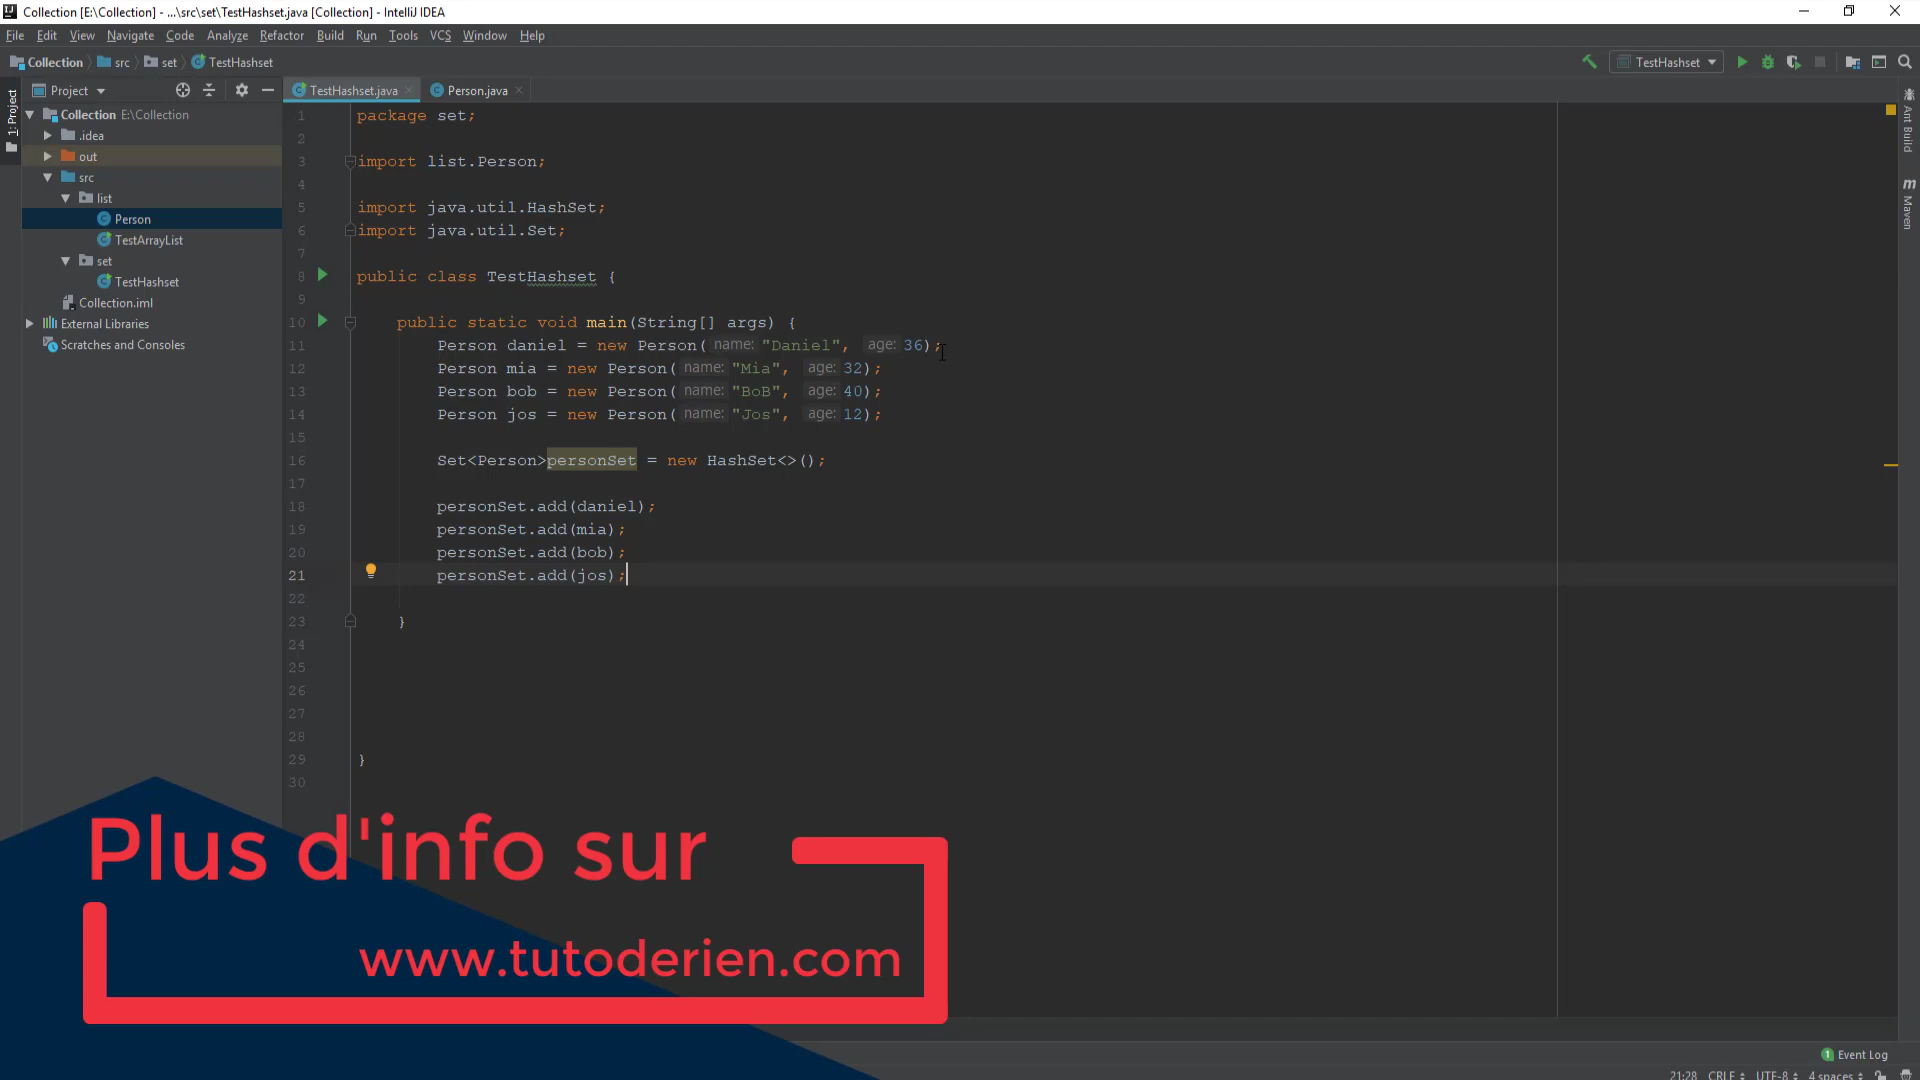 Collection [E:\Collection] - ...\src\set\TestHashset.java [Collection] - IntelliJ IDEA
File Edit View Navigate Code Analyze Refactor Build Run Tools VCS Window Help
Collection src set TestHashset TestHashset
1: Project
Project
TestHashset.java Person.java
Collection E:\Collection
.idea
out
src
list
Person
TestArrayList
set
TestHashset
Collection.iml
External Libraries
Scratches and Consoles
1 package set;
2
3 import list.Person;
4
5 import java.util.HashSet;
6 import java.util.Set;
7
8 public class TestHashset {
9
10 public static void main(String[] args) {
11 Person daniel = new Person( name: "Daniel", age: 36);
12 Person mia = new Person( name: "Mia", age: 32);
13 Person bob = new Person( name: "BoB", age: 40);
14 Person jos = new Person( name: "Jos", age: 12);
15
16 Set<Person>personSet = new HashSet<>();
17
18 personSet.add(daniel);
19 personSet.add(mia);
20 personSet.add(bob);
21 personSet.add(jos);
22
23 }
24
25
26
27
28
29 }
30
Ant Build
Maven
Plus d'info sur
www.tutoderien.com
1 Event Log
21:28 CRLF UTF-8 4 spaces